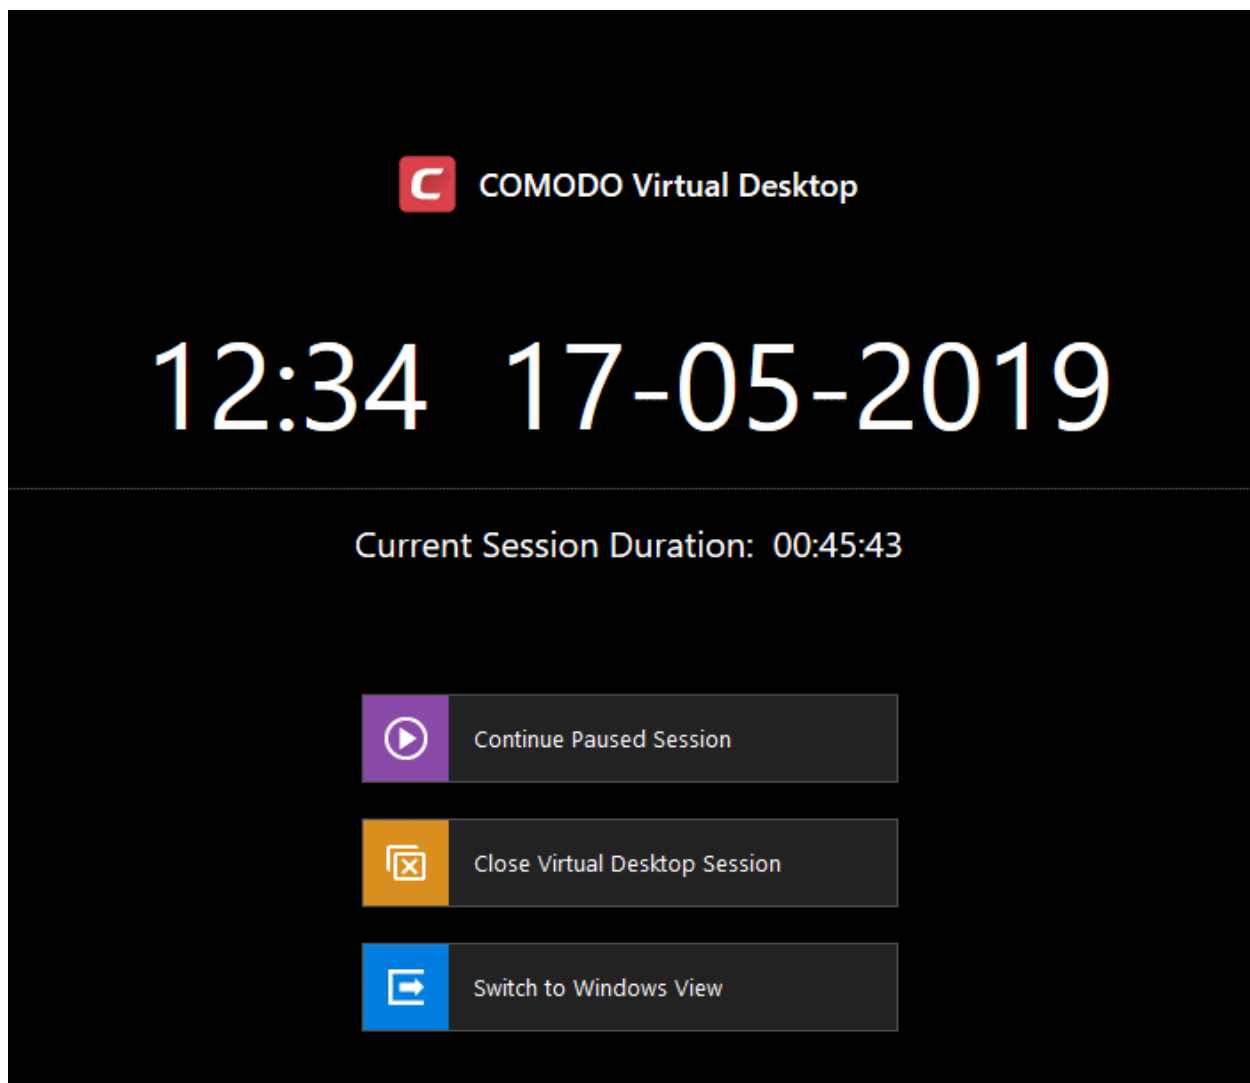 COMODO Virtual Desktop
12:34 17-05-2019
Current Session Duration: 00:45:43
Continue Paused Session
Close Virtual Desktop Session
Switch to Windows View